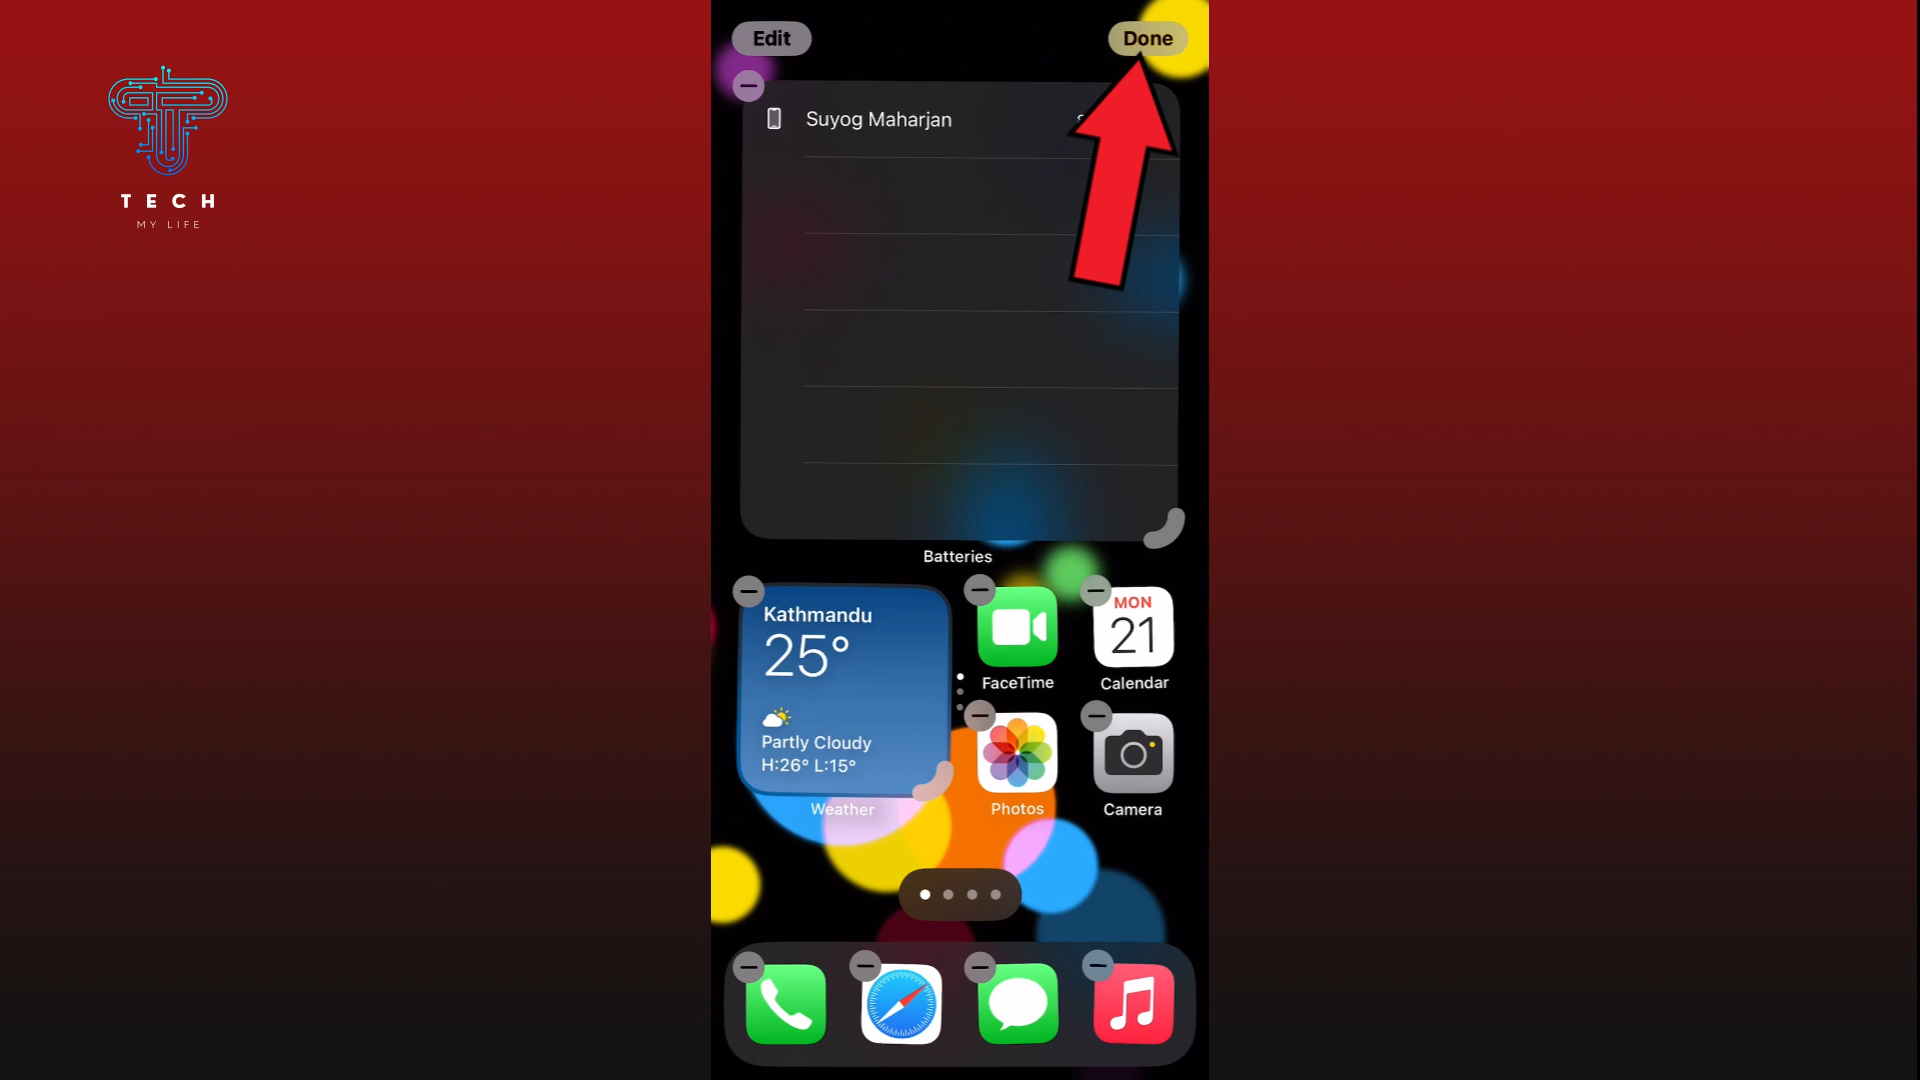 TECH
MY LIFE
Edit
Done
Suyog Maharjan
Batteries
Kathmandu
25°
Partly Cloudy
H:26° L:15°
Weather
FaceTime
MON
21
Calendar
Photos
Camera